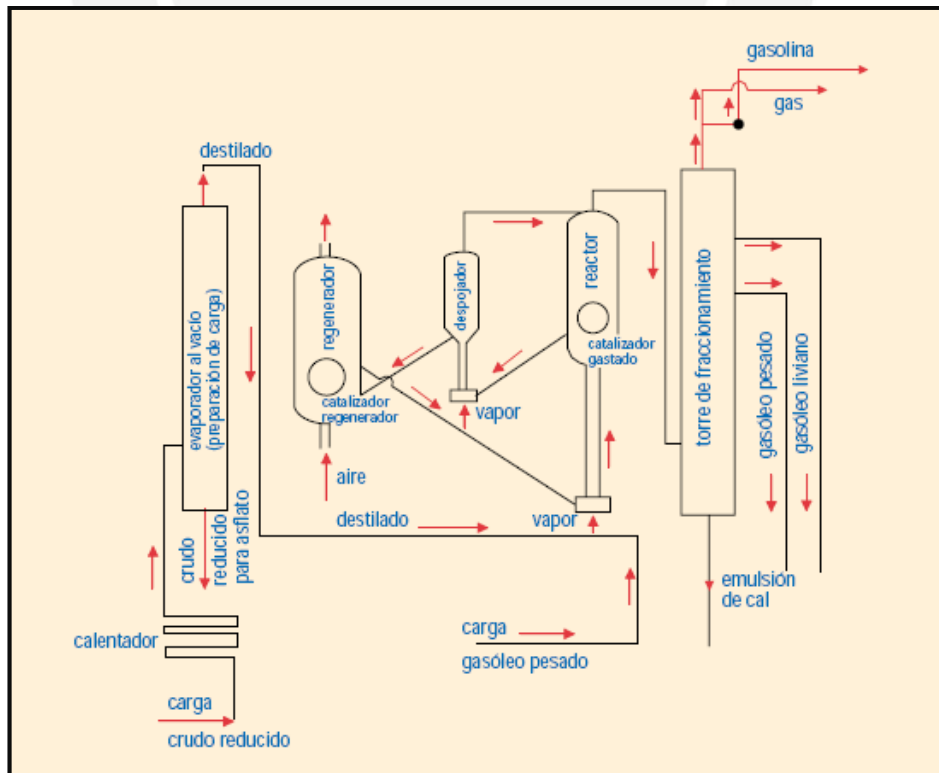 gasolina
gas
destilado
evaporador al vacío
(preparación de carga)
regenerador
catalizador
regenerador
despojador
reactor
catalizador
gastado
torre de fraccionamiento
gasóleo pesado
gasóleo liviano
vapor
aire
destilado
vapor
crudo
reducido
para asflato
emulsión
de cal
calentador
carga
gasóleo pesado
carga
crudo reducido